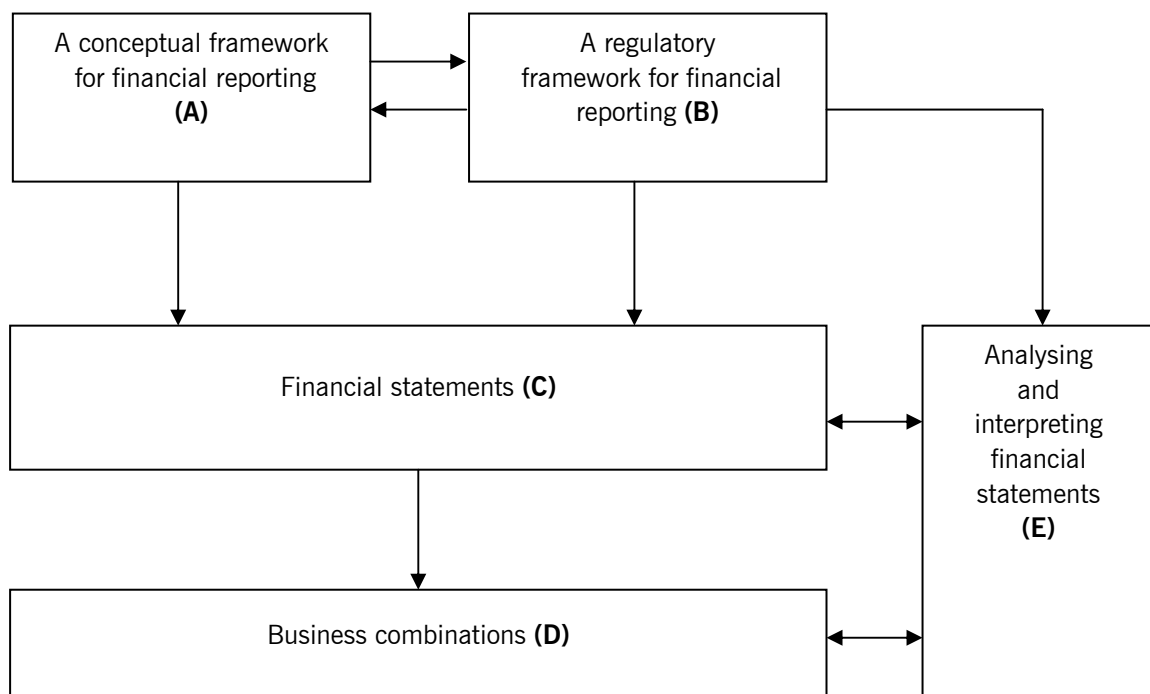 A conceptual framework
for financial reporting
(A)
A regulatory
framework for financial
reporting (B)
Financial statements (C)
Analysing
and
interpreting
financial
statements
(E)
Business combinations (D)